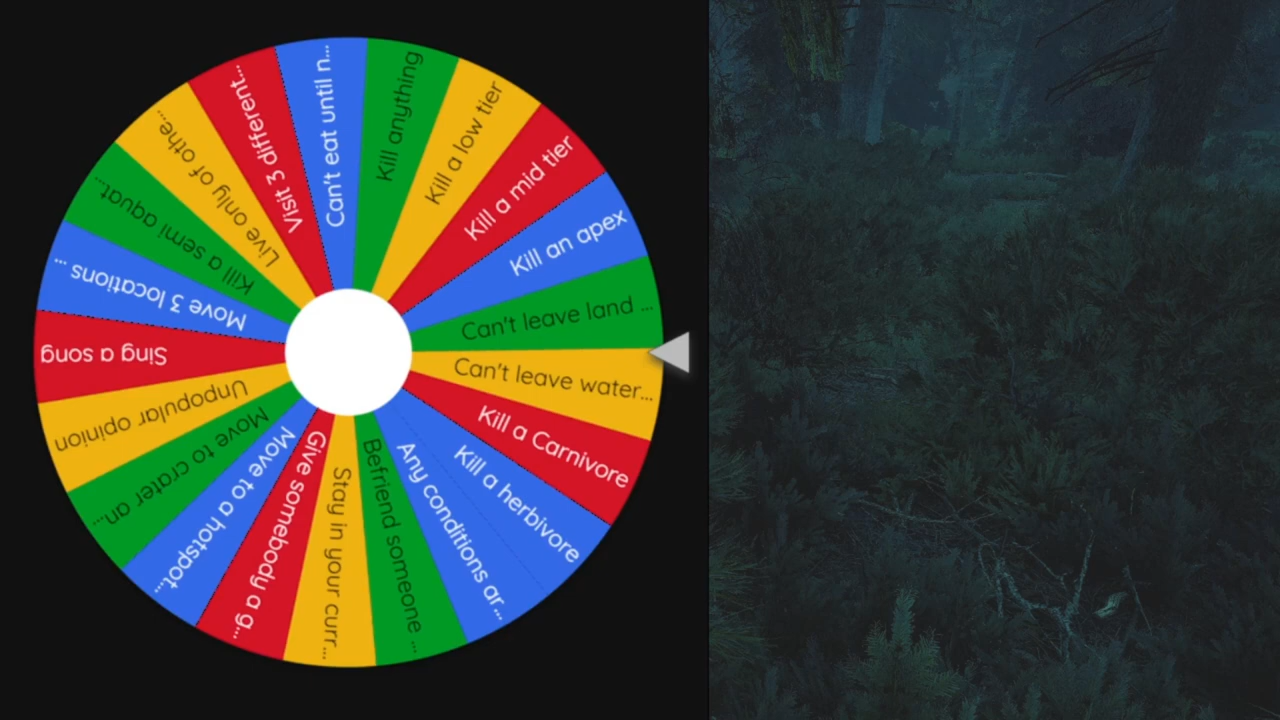 Can't eat until n...
Kill anything
Kill a low tier
Kill a mid tier
Kill an apex
Can't leave land ...
Can't leave water...
Kill a Carnivore
Kill a herbivore
Any conditions ar...
Befriend someone ...
Stay in your curr...
Give somebody a g...
Move to a hotspot...
Move to crater an...
Unpopular opinion
Sing a song
Move 3 locations ...
Kill a semi aquat...
Live only of othe...
Visit 3 different...